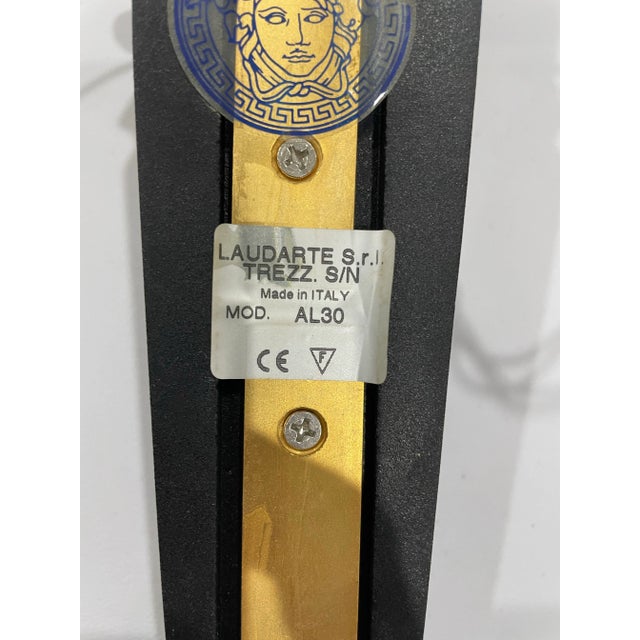 LAUDARTE S.r.l.
TREZZ. S/N
Made in ITALY
MOD. AL30
CE F